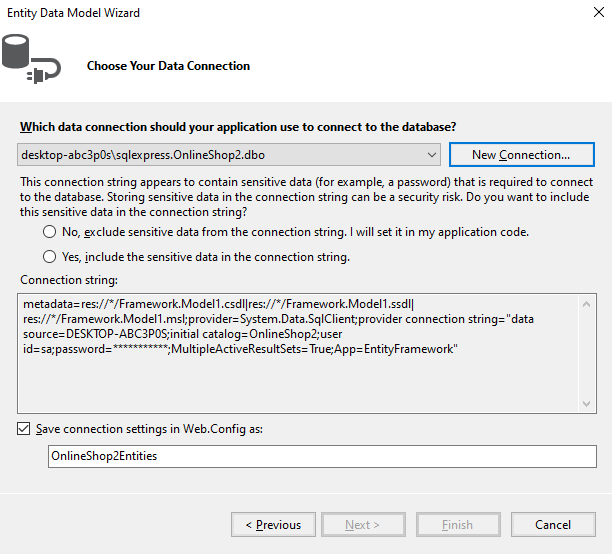 Entity Data Model Wizard
Choose Your Data Connection
Which data connection should your application use to connect to the database?
desktop-abc3p0s\sqlexpress.OnlineShop2.dbo
New Connection...
This connection string appears to contain sensitive data (for example, a password) that is required to connect
to the database. Storing sensitive data in the connection string can be a security risk. Do you want to include
this sensitive data in the connection string?
No, exclude sensitive data from the connection string. I will set it in my application code.
Yes, include the sensitive data in the connection string.
Connection string:
metadata=res://*/Framework.Model1.csdl|res://*/Framework.Model1.ssdl|
res://*/Framework.Model1.msl;provider=System.Data.SqlClient;provider connection string="data
source=DESKTOP-ABC3P0S;initial catalog=OnlineShop2;user
id=sa;password=***********;MultipleActiveResultSets=True;App=EntityFramework"
Save connection settings in Web.Config as:
OnlineShop2Entities
< Previous
Next >
Finish
Cancel